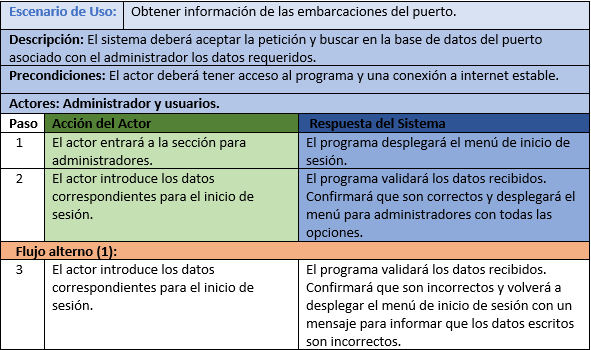 Escenario de Uso: Obtener información de las embarcaciones del puerto.
Descripción: El sistema deberá aceptar la petición y buscar en la base de datos del puerto
asociado con el administrador los datos requeridos.
Precondiciones: El actor deberá tener acceso al programa y una conexión a internet estable.
Actores: Administrador y usuarios.
Paso Acción del Actor Respuesta del Sistema
1 El actor entrará a la sección para
administradores.
El programa desplegará el menú de inicio de
sesión.
2 El actor introduce los datos
correspondientes para el inicio de
sesión.
El programa validará los datos recibidos.
Confirmará que son correctos y desplegará el
menú para administradores con todas las
opciones.
Flujo alterno (1):
3 El actor introduce los datos
correspondientes para el inicio de
sesión.
El programa validará los datos recibidos.
Confirmará que son incorrectos y volverá a
desplegar el menú de inicio de sesión con un
mensaje para informar que los datos escritos
son incorrectos.